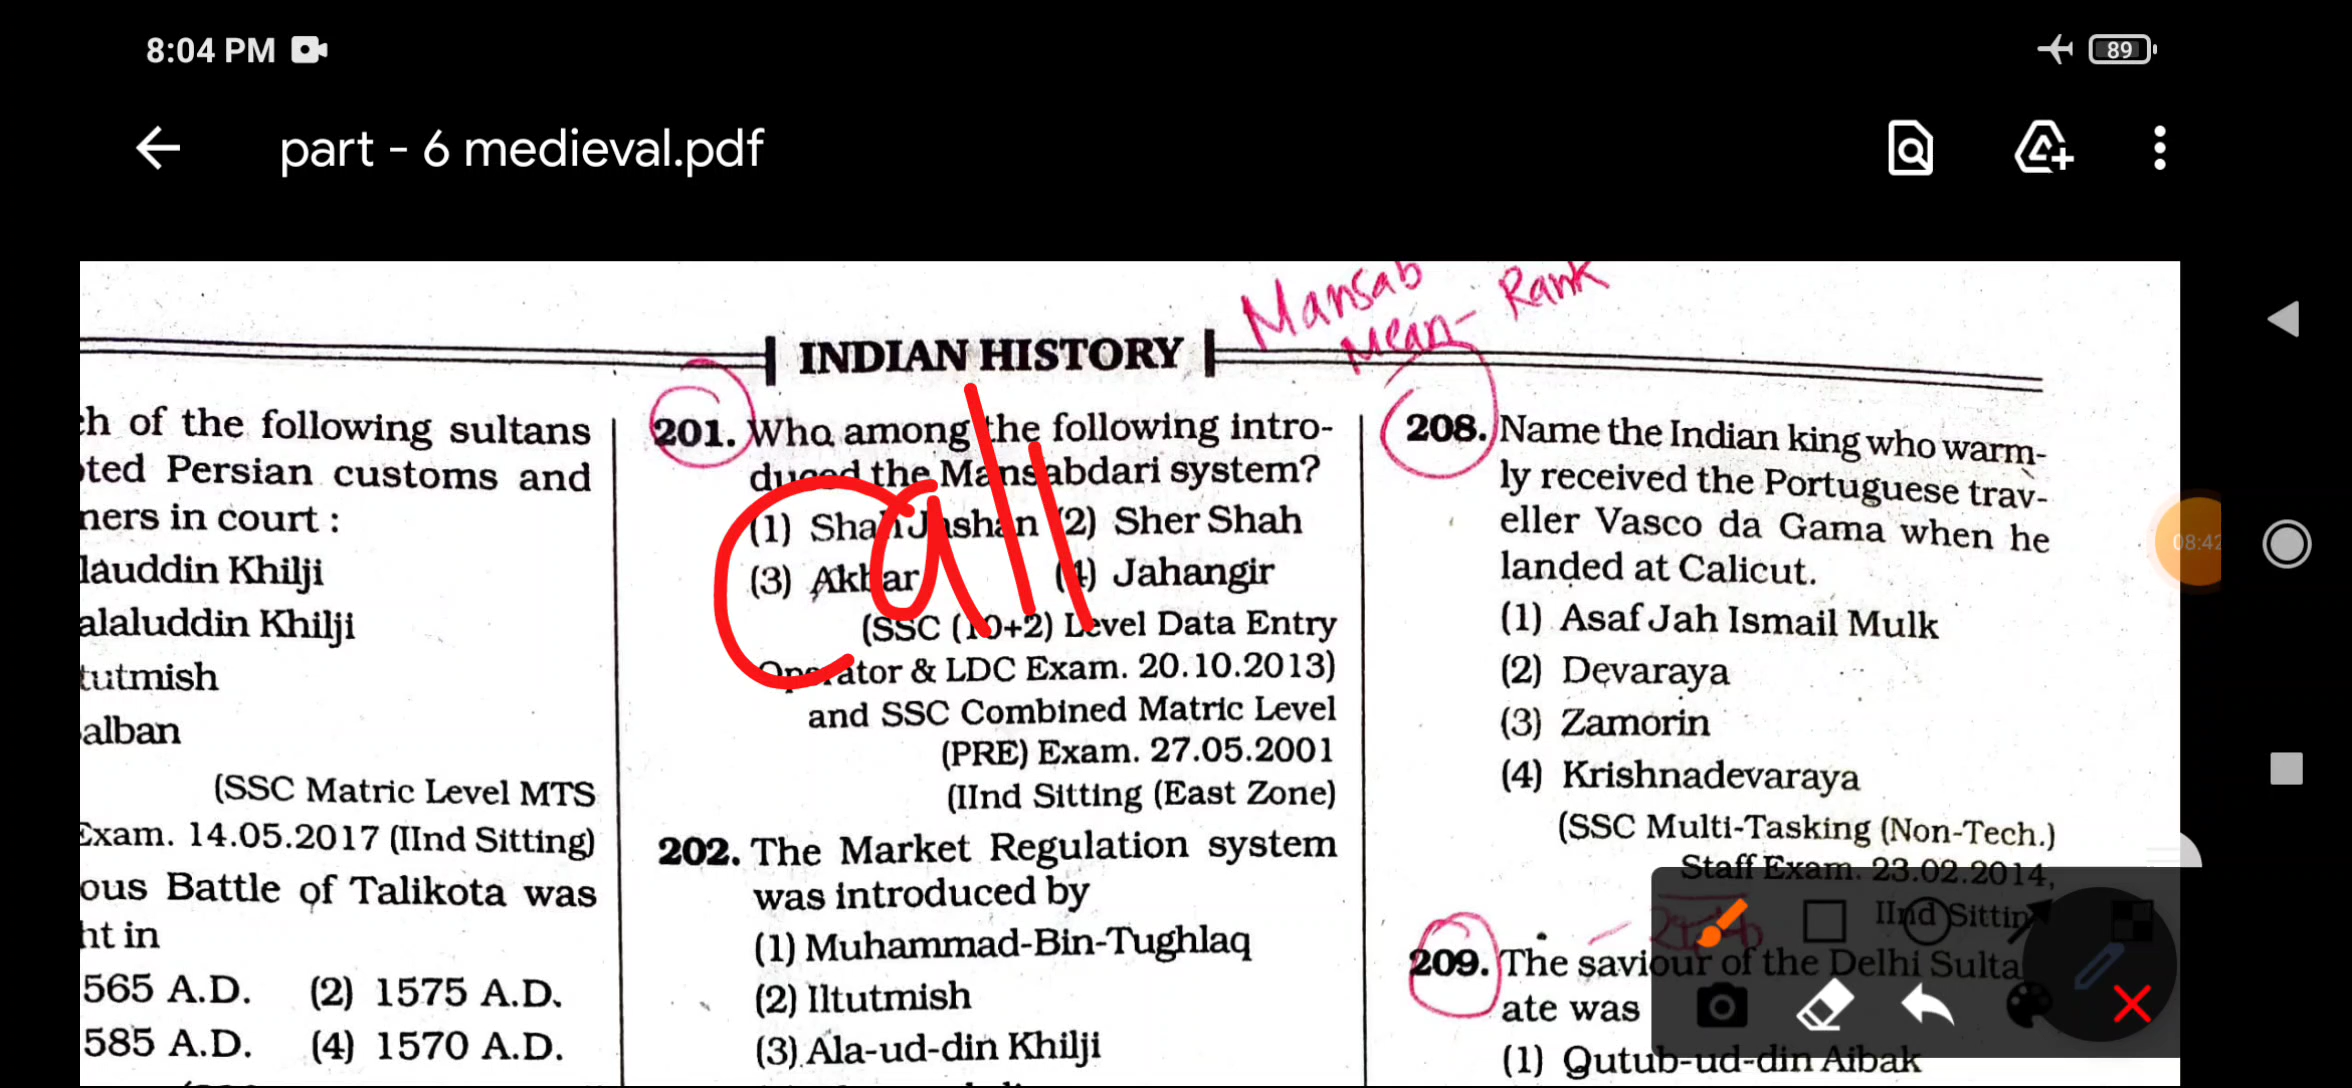 8:04 PM
89
part - 6 medieval.pdf
Mansab
Mean- Rank
INDIAN HISTORY
ch of the following sultans
oted Persian customs and
ners in court :
lauddin Khilji
alaluddin Khilji
tutmish
alban
(SSC Matric Level MTS
Exam. 14.05.2017 (IInd Sitting)
ous Battle of Talikota was
ht in
565 A.D. (2) 1575 A.D.
585 A.D. (4) 1570 A.D.
201. Who among the following intro-
duced the Mansabdari system?
(1) Shah Jashan (2) Sher Shah
(3) Akbar (4) Jahangir
(SSC (10+2) Level Data Entry
Operator & LDC Exam. 20.10.2013)
and SSC Combined Matric Level
(PRE) Exam. 27.05.2001
(IInd Sitting (East Zone)
Call
202. The Market Regulation system
was introduced by
(1) Muhammad-Bin-Tughlaq
(2) Iltutmish
(3) Ala-ud-din Khilji
208. Name the Indian king who warm-
ly received the Portuguese trav-
eller Vasco da Gama when he
landed at Calicut.
(1) Asaf Jah Ismail Mulk
(2) Devaraya
(3) Zamorin
(4) Krishnadevaraya
(SSC Multi-Tasking (Non-Tech.)
Staff Exam. 23.02.2014,
IInd Sittin
209. The saviour of the Delhi Sulta
ate was
(1) Qutub-ud-din Aibak
08:42